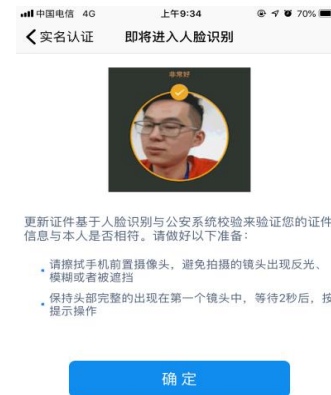 中国电信 4G 上午9:34 70%
实名认证 即将进入人脸识别
非常好
更新证件基于人脸识别与公安系统校验来验证您的证件
信息与本人是否相符。请做好以下准备：
请擦拭手机前置摄像头，避免拍摄的镜头出现反光、
模糊或者被遮挡
保持头部完整的出现在第一个镜头中，等待2秒后，按
提示操作
确定